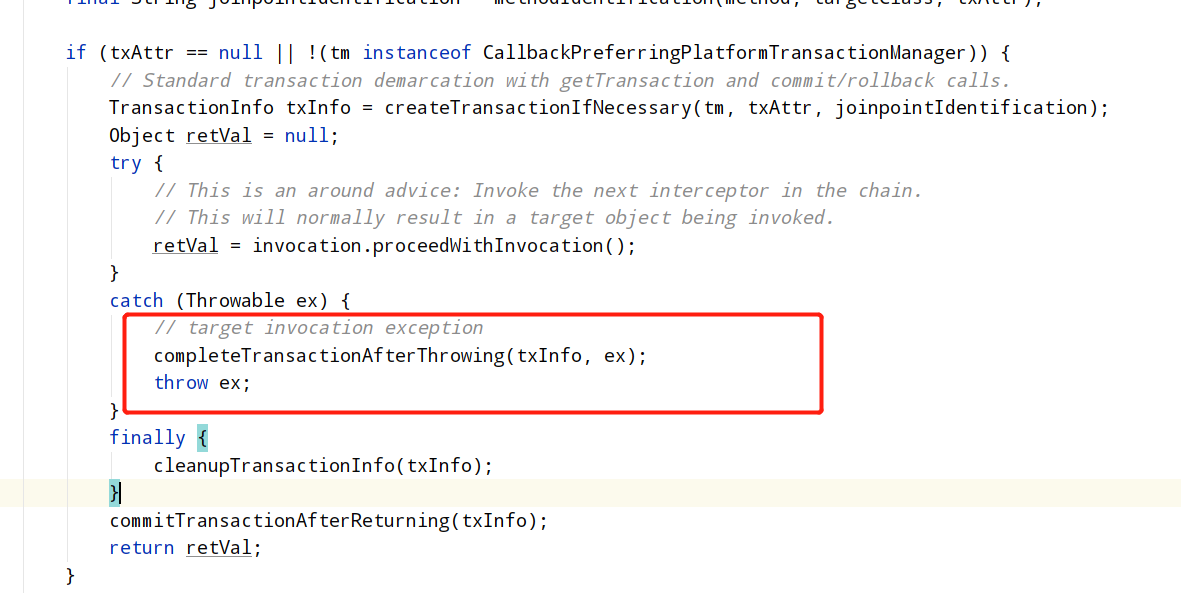 final String joinpointIdentification = methodIdentification(method, targetClass, txAttr);
if (txAttr == null || !(tm instanceof CallbackPreferringPlatformTransactionManager)) {
// Standard transaction demarcation with getTransaction and commit/rollback calls.
TransactionInfo txInfo = createTransactionIfNecessary(tm, txAttr, joinpointIdentification);
Object retVal = null;
try {
// This is an around advice: Invoke the next interceptor in the chain.
// This will normally result in a target object being invoked.
retVal = invocation.proceedWithInvocation();
}
catch (Throwable ex) {
// target invocation exception
completeTransactionAfterThrowing(txInfo, ex);
throw ex;
}
finally {
cleanupTransactionInfo(txInfo);
}
commitTransactionAfterReturning(txInfo);
return retVal;
}